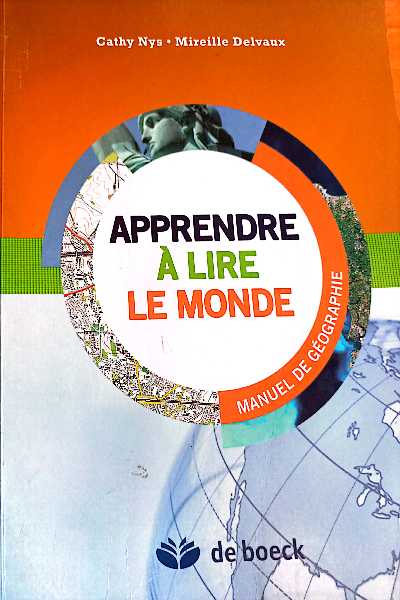 Cathy Nys • Mireille Delvaux
APPRENDRE
À LIRE
LE MONDE
MANUEL DE GÉOGRAPHIE
de boeck